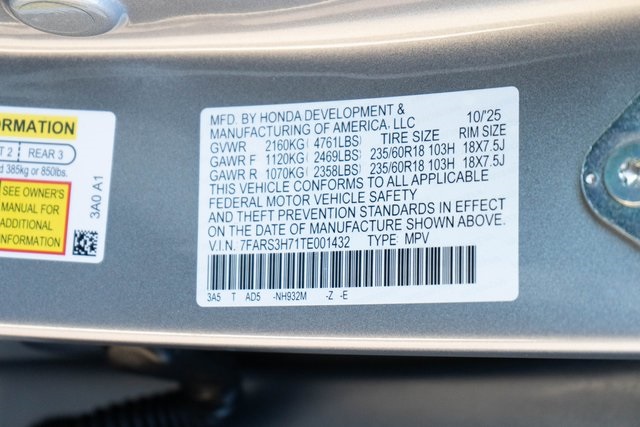 ORMATION
T 2 | REAR 3
d 385kg or 850lbs.
SEE OWNER'S
MANUAL FOR
ADDITIONAL
INFORMATION
3A0 A1
MFD. BY HONDA DEVELOPMENT & 10/'25
MANUFACTURING OF AMERICA, LLC
GVWR 2160KG( 4761LBS) TIRE SIZE RIM SIZE
GAWR F 1120KG( 2469LBS) 235/60R18 103H 18X7.5J
GAWR R 1070KG( 2358LBS) 235/60R18 103H 18X7.5J
THIS VEHICLE CONFORMS TO ALL APPLICABLE
FEDERAL MOTOR VEHICLE SAFETY
AND THEFT PREVENTION STANDARDS IN EFFECT
ON THE DATE OF MANUFACTURE SHOWN ABOVE.
V.I.N. 7FARS3H71TE001432 TYPE: MPV
3A5 T AD5 -NH932M -Z -E